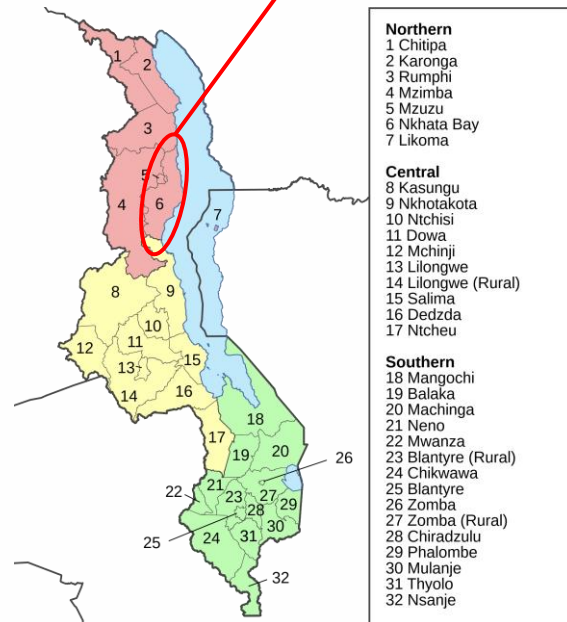 1
2
3
5
4
6
7
8
9
10
11
12
13
15
14
16
17
18
19
20
26
21
22
23
27
29
28
25
24
31
30
32
Northern
1 Chitipa
2 Karonga
3 Rumphi
4 Mzimba
5 Mzuzu
6 Nkhata Bay
7 Likoma
Central
8 Kasungu
9 Nkhotakota
10 Ntchisi
11 Dowa
12 Mchinji
13 Lilongwe
14 Lilongwe (Rural)
15 Salima
16 Dedzda
17 Ntcheu
Southern
18 Mangochi
19 Balaka
20 Machinga
21 Neno
22 Mwanza
23 Blantyre (Rural)
24 Chikwawa
25 Blantyre
26 Zomba
27 Zomba (Rural)
28 Chiradzulu
29 Phalombe
30 Mulanje
31 Thyolo
32 Nsanje